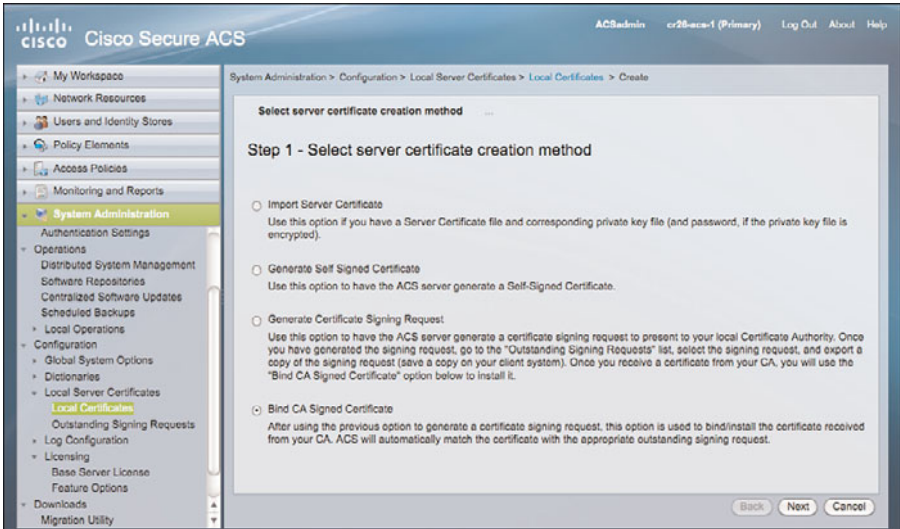 CISCO Cisco Secure ACS
ACSadmin cr26-acs-1 (Primary) Log Out About Help
My Workspace
Network Resources
Users and Identity Stores
Policy Elements
Access Policies
Monitoring and Reports
System Administration
Authentication Settings
Operations
Distributed System Management
Software Repositories
Centralized Software Updates
Scheduled Backups
Local Operations
Configuration
Global System Options
Dictionaries
Local Server Certificates
Local Certificates
Outstanding Signing Requests
Log Configuration
Licensing
Base Server License
Feature Options
Downloads
Migration Utility
System Administration > Configuration > Local Server Certificates > Local Certificates > Create
Select server certificate creation method ...
Step 1 - Select server certificate creation method
Import Server Certificate
Use this option if you have a Server Certificate file and corresponding private key file (and password, if the private key file is
encrypted).
Generate Self Signed Certificate
Use this option to have the ACS server generate a Self-Signed Certificate.
Generate Certificate Signing Request
Use this option to have the ACS server generate a certificate signing request to present to your local Certificate Authority. Once
you have generated the signing request, go to the "Outstanding Signing Requests" list, select the signing request, and export a
copy of the signing request (save a copy on your client system). Once you receive a certificate from your CA, you will use the
"Bind CA Signed Certificate" option below to install it.
Bind CA Signed Certificate
After using the previous option to generate a certificate signing request, this option is used to bind/install the certificate received
from your CA. ACS will automatically match the certificate with the appropriate outstanding signing request.
Back Next Cancel